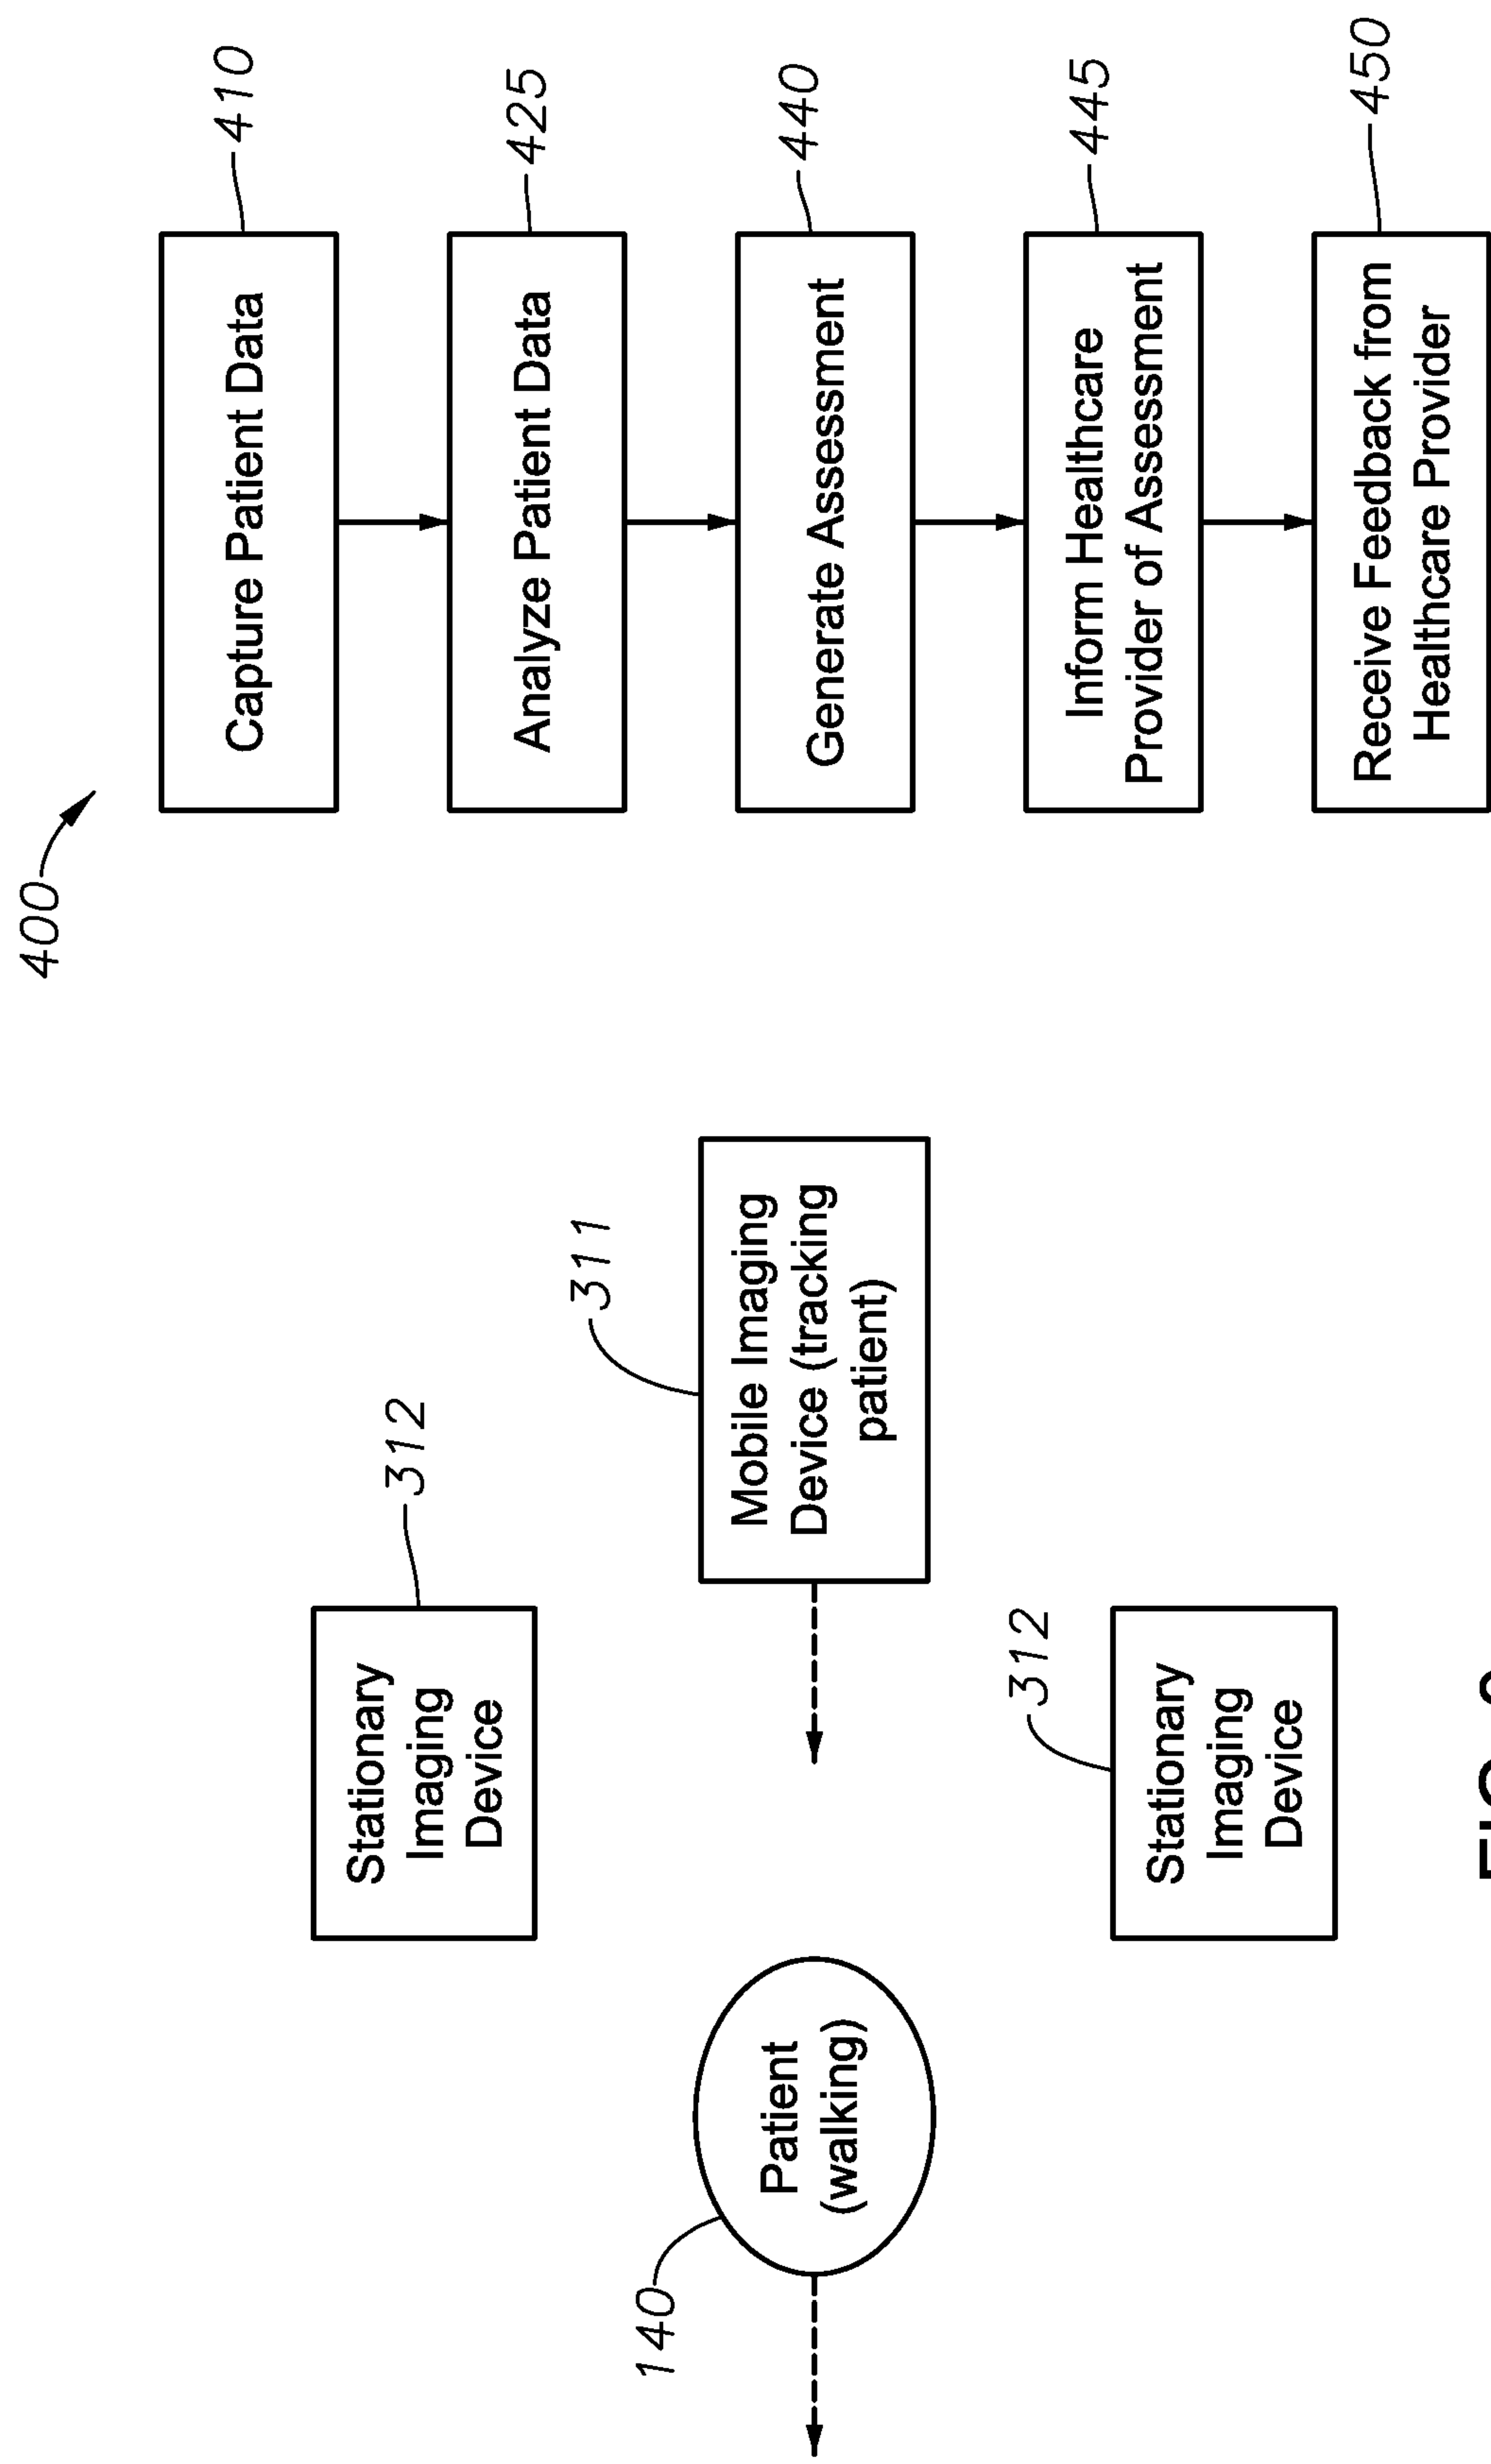 312
Stationary
Imaging
Device
140
Patient
(walking)
311
Mobile Imaging
Device (tracking
patient)
312
Stationary
Imaging
Device
400
Capture Patient Data
410
Analyze Patient Data
425
Generate Assessment
440
Inform Healthcare
Provider of Assessment
445
Receive Feedback from
Healthcare Provider
450